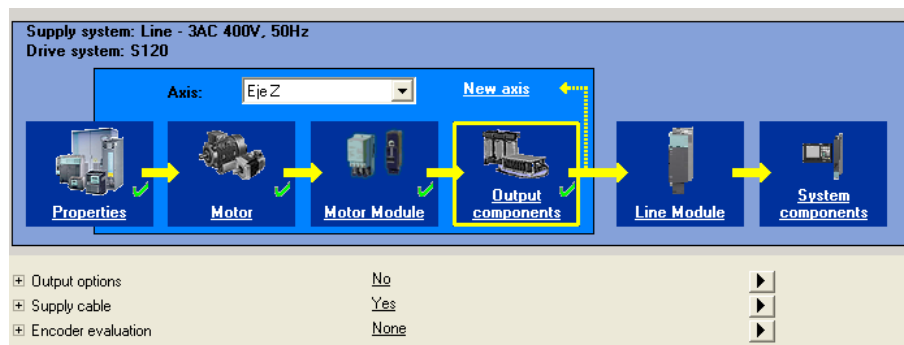 Supply system: Line - 3AC 400V, 50Hz
Drive system: S120
Axis: Eje Z New axis
Properties Motor Motor Module Output components Line Module System components
Output options No
Supply cable Yes
Encoder evaluation None